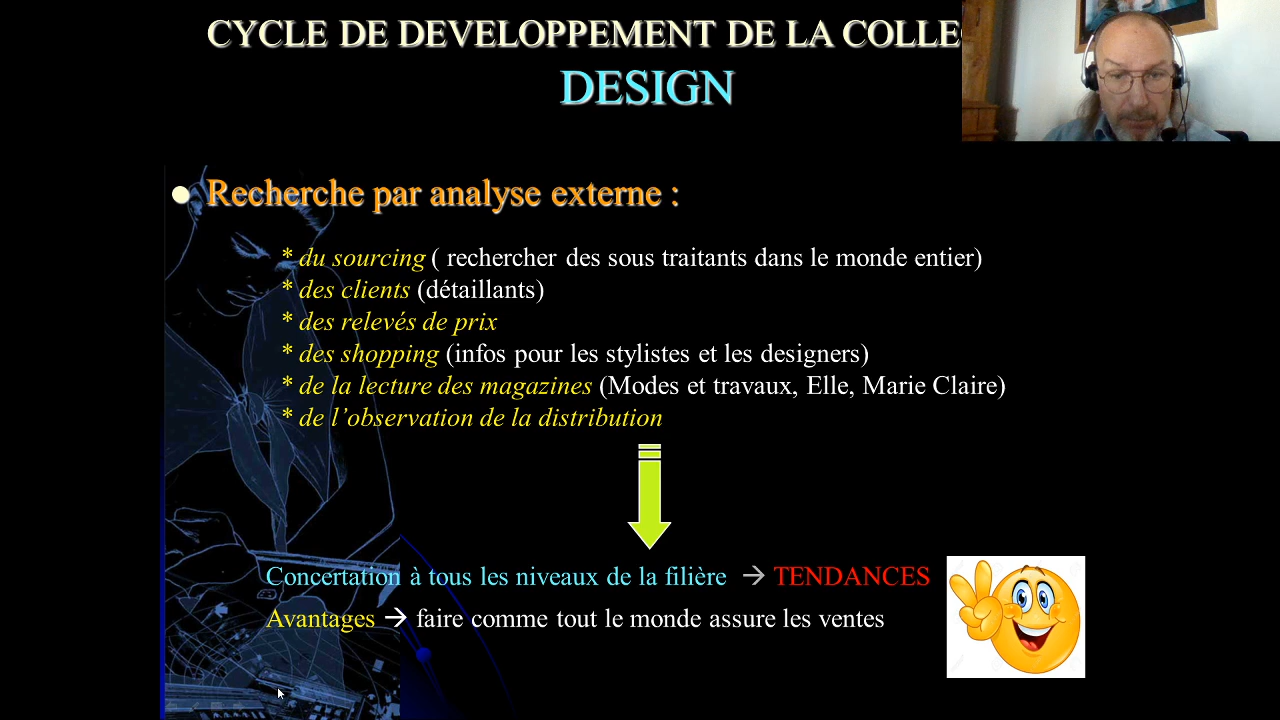 CYCLE DE DEVELOPPEMENT DE LA COLLE
DESIGN
Recherche par analyse externe :
* du sourcing ( rechercher des sous traitants dans le monde entier)
* des clients (détaillants)
* des relevés de prix
* des shopping (infos pour les stylistes et les designers)
* de la lecture des magazines (Modes et travaux, Elle, Marie Claire)
* de l’observation de la distribution
Concertation à tous les niveaux de la filière → TENDANCES
Avantages → faire comme tout le monde assure les ventes